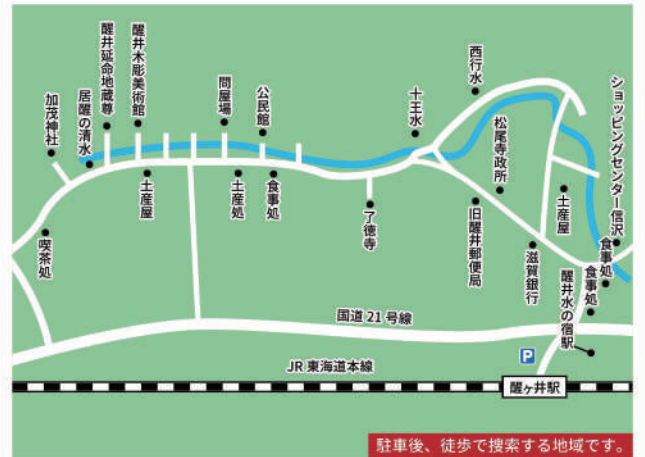 加茂神社
居醒の清水
醒井延命地蔵尊
醒井木彫美術館
問屋場
公民館
十王水
西行水
松尾寺政所
ショッピングセンター信沢
喫茶処
土産屋
土産処
食事処
了徳寺
旧醒井郵便局
滋賀銀行
土産屋
食事処
食事処
醒井水の宿駅
国道21号線
P
JR東海道本線
醒ヶ井駅
駐車後、徒歩で捜索する地域です。